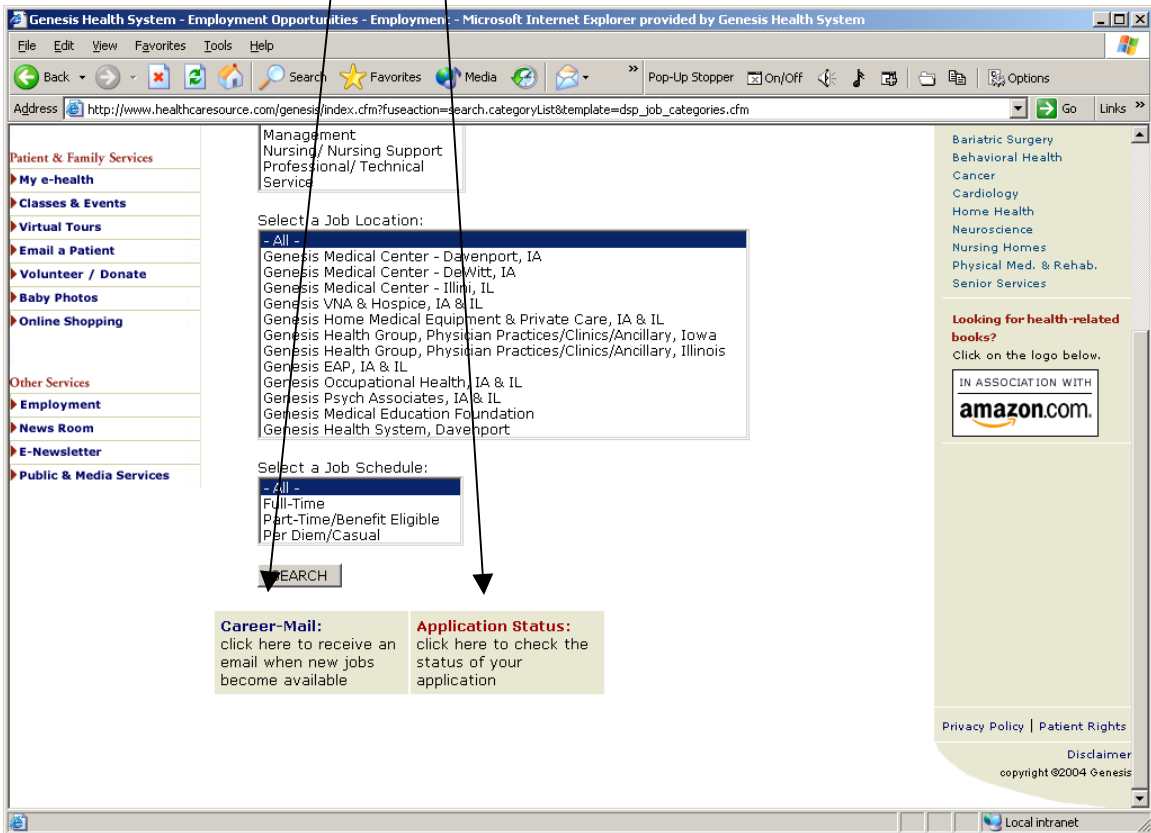 Genesis Health System - Employment Opportunities - Employment - Microsoft Internet Explorer provided by Genesis Health System
File Edit View Favorites Tools Help
Back Search Favorites Media » Pop-Up Stopper On/Off Options
Address http://www.healthcaresource.com/genesis/index.cfm?fuseaction=search.categoryList&template=dsp_job_categories.cfm Go Links »
Patient & Family Services
My e-health
Classes & Events
Virtual Tours
Email a Patient
Volunteer / Donate
Baby Photos
Online Shopping
Other Services
Employment
News Room
E-Newsletter
Public & Media Services
Management
Nursing/ Nursing Support
Professional/ Technical
Service
Select a Job Location:
- All -
Genesis Medical Center - Davenport, IA
Genesis Medical Center - DeWitt, IA
Genesis Medical Center - Illini, IL
Genesis VNA & Hospice, IA & IL
Genesis Home Medical Equipment & Private Care, IA & IL
Genesis Health Group, Physician Practices/Clinics/Ancillary, Iowa
Genesis Health Group, Physician Practices/Clinics/Ancillary, Illinois
Genesis EAP, IA & IL
Genesis Occupational Health, IA & IL
Genesis Psych Associates, IA & IL
Genesis Medical Education Foundation
Genesis Health System, Davenport
Select a Job Schedule:
- All -
Full-Time
Part-Time/Benefit Eligible
Per Diem/Casual
SEARCH
Career-Mail:
click here to receive an
email when new jobs
become available
Application Status:
click here to check the
status of your
application
Bariatric Surgery
Behavioral Health
Cancer
Cardiology
Home Health
Neuroscience
Nursing Homes
Physical Med. & Rehab.
Senior Services
Looking for health-related
books?
Click on the logo below.
IN ASSOCIATION WITH
amazon.com.
Privacy Policy | Patient Rights
Disclaimer
copyright ©2004 Genesis
Local intranet